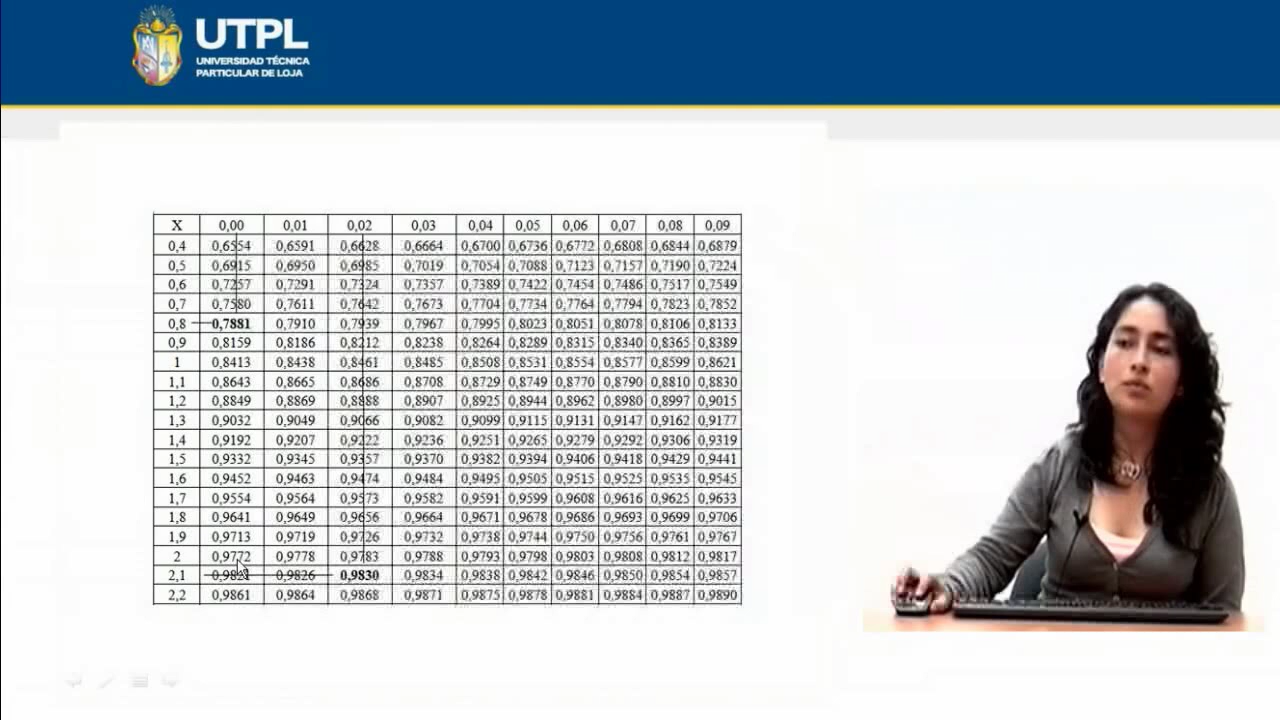 UTPL
UNIVERSIDAD TÉCNICA
PARTICULAR DE LOJA
X 0,00 0,01 0,02 0,03 0,04 0,05 0,06 0,07 0,08 0,09
0,4 0,6554 0,6591 0,6628 0,6664 0,6700 0,6736 0,6772 0,6808 0,6844 0,6879
0,5 0,6915 0,6950 0,6985 0,7019 0,7054 0,7088 0,7123 0,7157 0,7190 0,7224
0,6 0,7257 0,7291 0,7324 0,7357 0,7389 0,7422 0,7454 0,7486 0,7517 0,7549
0,7 0,7580 0,7611 0,7642 0,7673 0,7704 0,7734 0,7764 0,7794 0,7823 0,7852
0,8 0,7881 0,7910 0,7939 0,7967 0,7995 0,8023 0,8051 0,8078 0,8106 0,8133
0,9 0,8159 0,8186 0,8212 0,8238 0,8264 0,8289 0,8315 0,8340 0,8365 0,8389
1 0,8413 0,8438 0,8461 0,8485 0,8508 0,8531 0,8554 0,8577 0,8599 0,8621
1,1 0,8643 0,8665 0,8686 0,8708 0,8729 0,8749 0,8770 0,8790 0,8810 0,8830
1,2 0,8849 0,8869 0,8888 0,8907 0,8925 0,8944 0,8962 0,8980 0,8997 0,9015
1,3 0,9032 0,9049 0,9066 0,9082 0,9099 0,9115 0,9131 0,9147 0,9162 0,9177
1,4 0,9192 0,9207 0,9222 0,9236 0,9251 0,9265 0,9279 0,9292 0,9306 0,9319
1,5 0,9332 0,9345 0,9357 0,9370 0,9382 0,9394 0,9406 0,9418 0,9429 0,9441
1,6 0,9452 0,9463 0,9474 0,9484 0,9495 0,9505 0,9515 0,9525 0,9535 0,9545
1,7 0,9554 0,9564 0,9573 0,9582 0,9591 0,9599 0,9608 0,9616 0,9625 0,9633
1,8 0,9641 0,9649 0,9656 0,9664 0,9671 0,9678 0,9686 0,9693 0,9699 0,9706
1,9 0,9713 0,9719 0,9726 0,9732 0,9738 0,9744 0,9750 0,9756 0,9761 0,9767
2 0,9772 0,9778 0,9783 0,9788 0,9793 0,9798 0,9803 0,9808 0,9812 0,9817
2,1 0,9821 0,9826 0,9830 0,9834 0,9838 0,9842 0,9846 0,9850 0,9854 0,9857
2,2 0,9861 0,9864 0,9868 0,9871 0,9875 0,9878 0,9881 0,9884 0,9887 0,9890